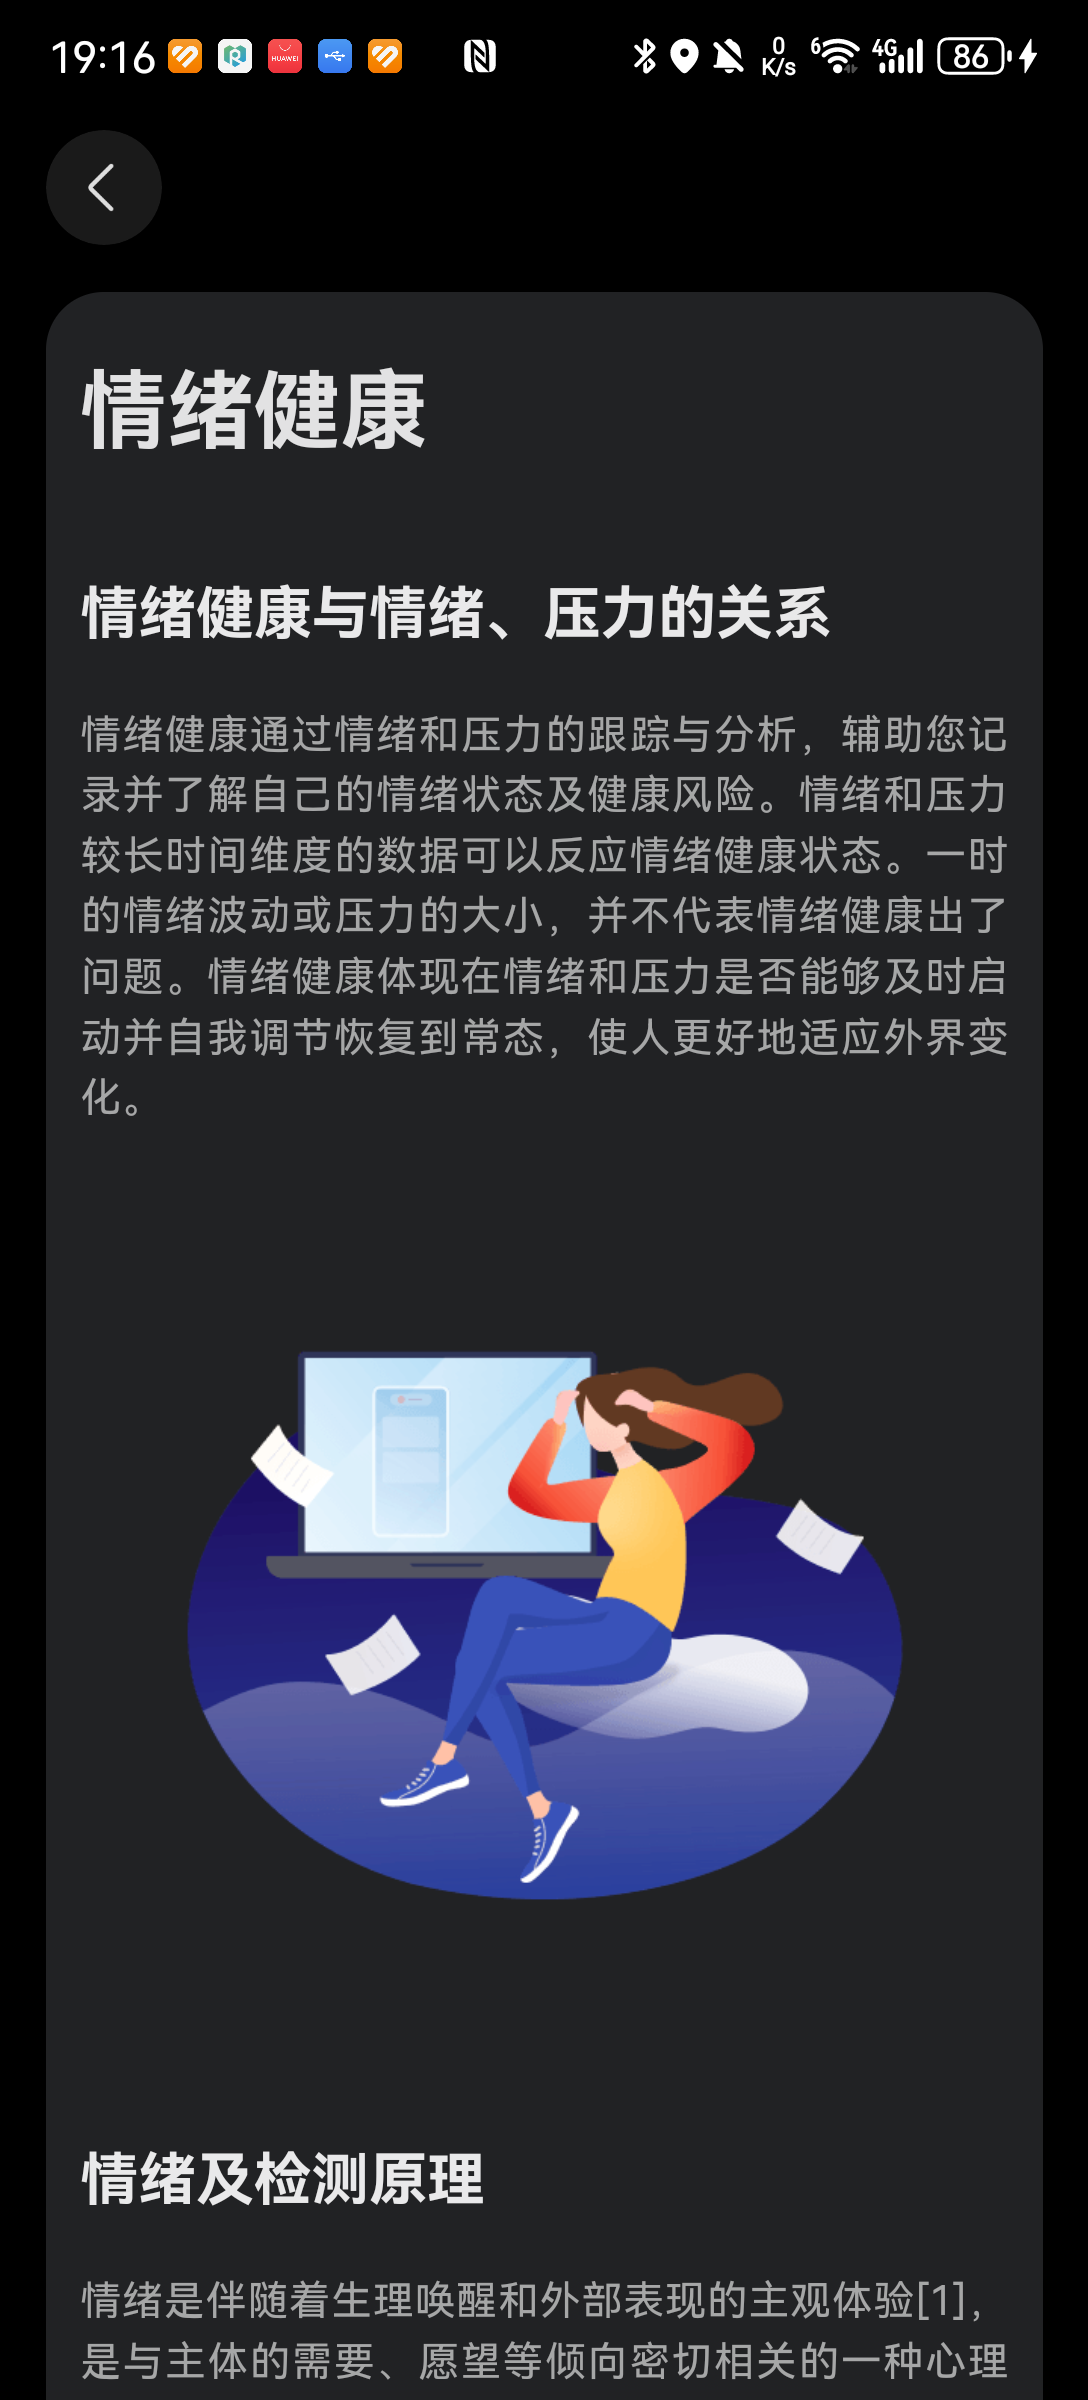 19:16
HUAWEI
0
K/s
6
4G
86
情绪健康
情绪健康与情绪、压力的关系
情绪健康通过情绪和压力的跟踪与分析，辅助您记
录并了解自己的情绪状态及健康风险。情绪和压力
较长时间维度的数据可以反应情绪健康状态。一时
的情绪波动或压力的大小，并不代表情绪健康出了
问题。情绪健康体现在情绪和压力是否能够及时启
动并自我调节恢复到常态，使人更好地适应外界变
化。
情绪及检测原理
情绪是伴随着生理唤醒和外部表现的主观体验[1]，
是与主体的需要、愿望等倾向密切相关的一种心理